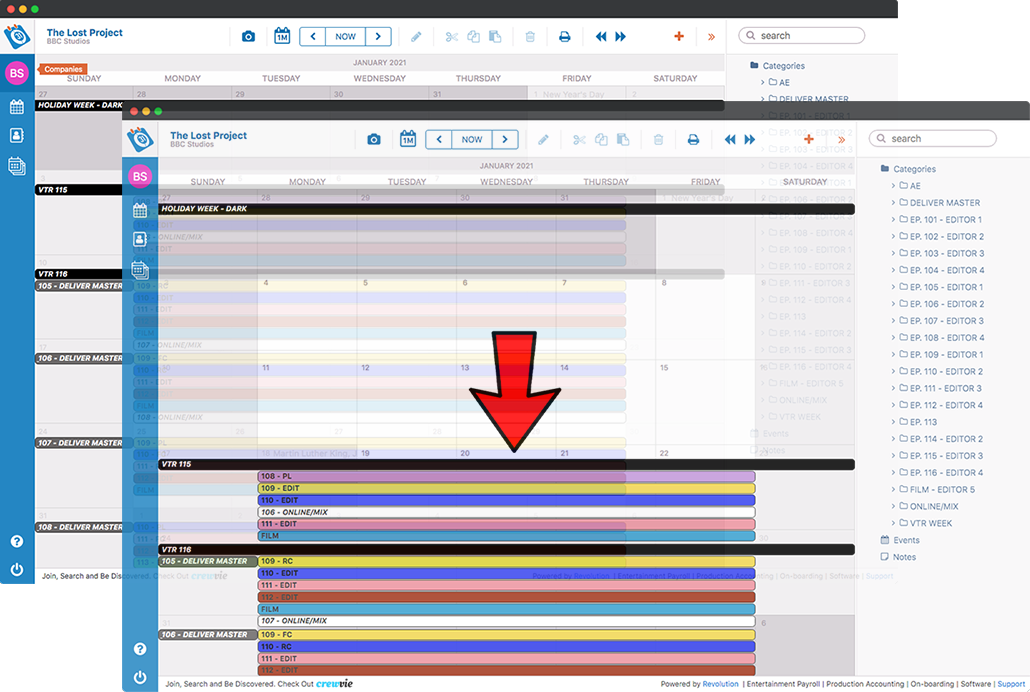 The Lost Project
BBC Studios
1M
NOW
search
JANUARY 2021
BS
Companies
SUNDAY MONDAY TUESDAY WEDNESDAY THURSDAY FRIDAY SATURDAY
27 28 29 30 31 1 New Year's Day 2
HOLIDAY WEEK - DARK
VTR 115
10
VTR 116
105 - DELIVER MASTER
17
106 - DELIVER MASTER
24
107 - DELIVER MASTER
31
108 - DELIVER MASTER
Join, Search and Be Discovered. Check Out crewvie
Categories
AE
DELIVER MASTER
The Lost Project
BBC Studios
1M
NOW
search
JANUARY 2021
BS
SUNDAY MONDAY TUESDAY WEDNESDAY THURSDAY FRIDAY SATURDAY
HOLIDAY WEEK - DARK
4 5 6 7 8
11 12 13 14 15
18 Martin Luther King, J 19 20 21 22 23
VTR 115
108 - PL
109 - EDIT
110 - EDIT
106 - ONLINE/MIX
111 - EDIT
FILM
VTR 116
105 - DELIVER MASTER 109 - RC
110 - EDIT
111 - EDIT
112 - EDIT
FILM
107 - ONLINE/MIX
31 6
106 - DELIVER MASTER 109 - FC
110 - RC
111 - EDIT
112 - EDIT
Categories
AE
DELIVER MASTER
EP. 101 - EDITOR 1
EP. 102 - EDITOR 2
EP. 103 - EDITOR 3
EP. 104 - EDITOR 4
EP. 105 - EDITOR 1
EP. 106 - EDITOR 2
EP. 107 - EDITOR 3
EP. 108 - EDITOR 4
EP. 109 - EDITOR 1
EP. 110 - EDITOR 2
EP. 111 - EDITOR 3
EP. 112 - EDITOR 4
EP. 113
EP. 114 - EDITOR 2
EP. 115 - EDITOR 3
EP. 116 - EDITOR 4
FILM - EDITOR 5
ONLINE/MIX
VTR WEEK
Events
Notes
Join, Search and Be Discovered. Check Out crewvie
Powered by Revolution | Entertainment Payroll | Production Accounting | On-boarding | Software | Support